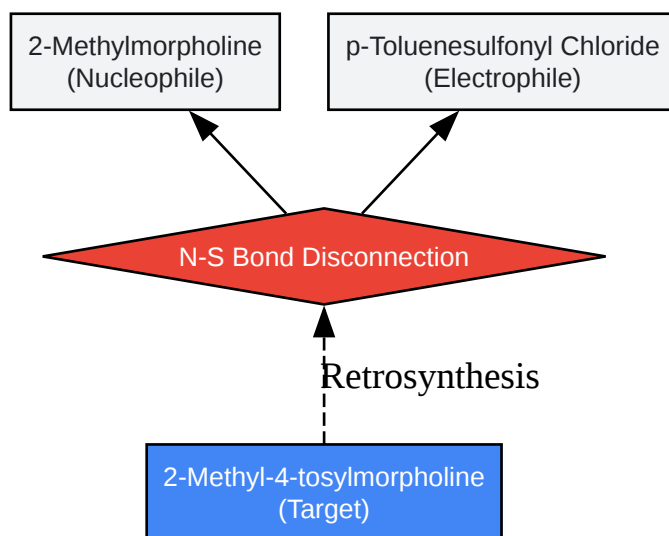 2-Methylmorpholine
(Nucleophile)
p-Toluenesulfonyl Chloride
(Electrophile)
N-S Bond Disconnection
Retrosynthesis
2-Methyl-4-tosylmorpholine
(Target)